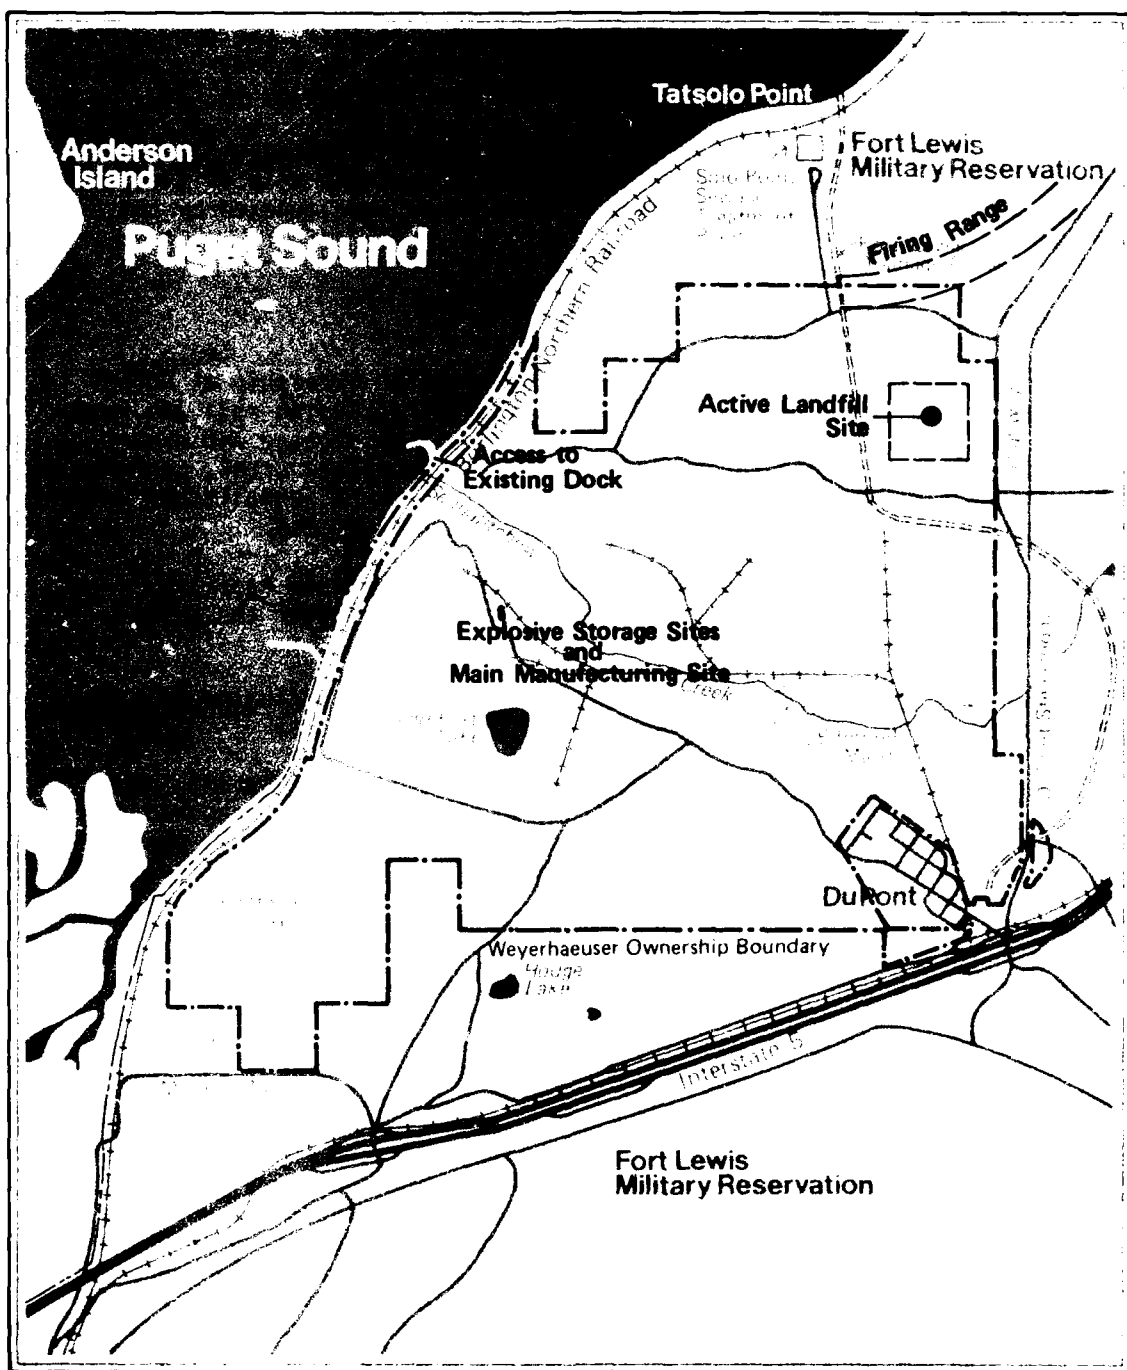 Tatsolo Point
Anderson
Island
Fort Lewis
Military Reservation
Puget Sound
Firing Range
Burlington Northern Railroad
Active Landfill
Site
Access to
Existing Dock
Explosive Storage Sites
and
Main Manufacturing Site
Creek
DuPont
Weyerhaeuser Ownership Boundary
Lake
Interstate 5
Fort Lewis
Military Reservation